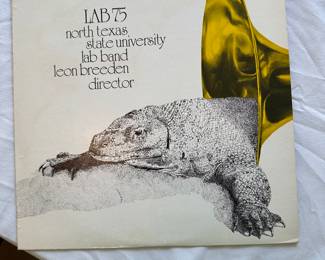 LAB 75
north texas
state university
lab band
leon breeden
director